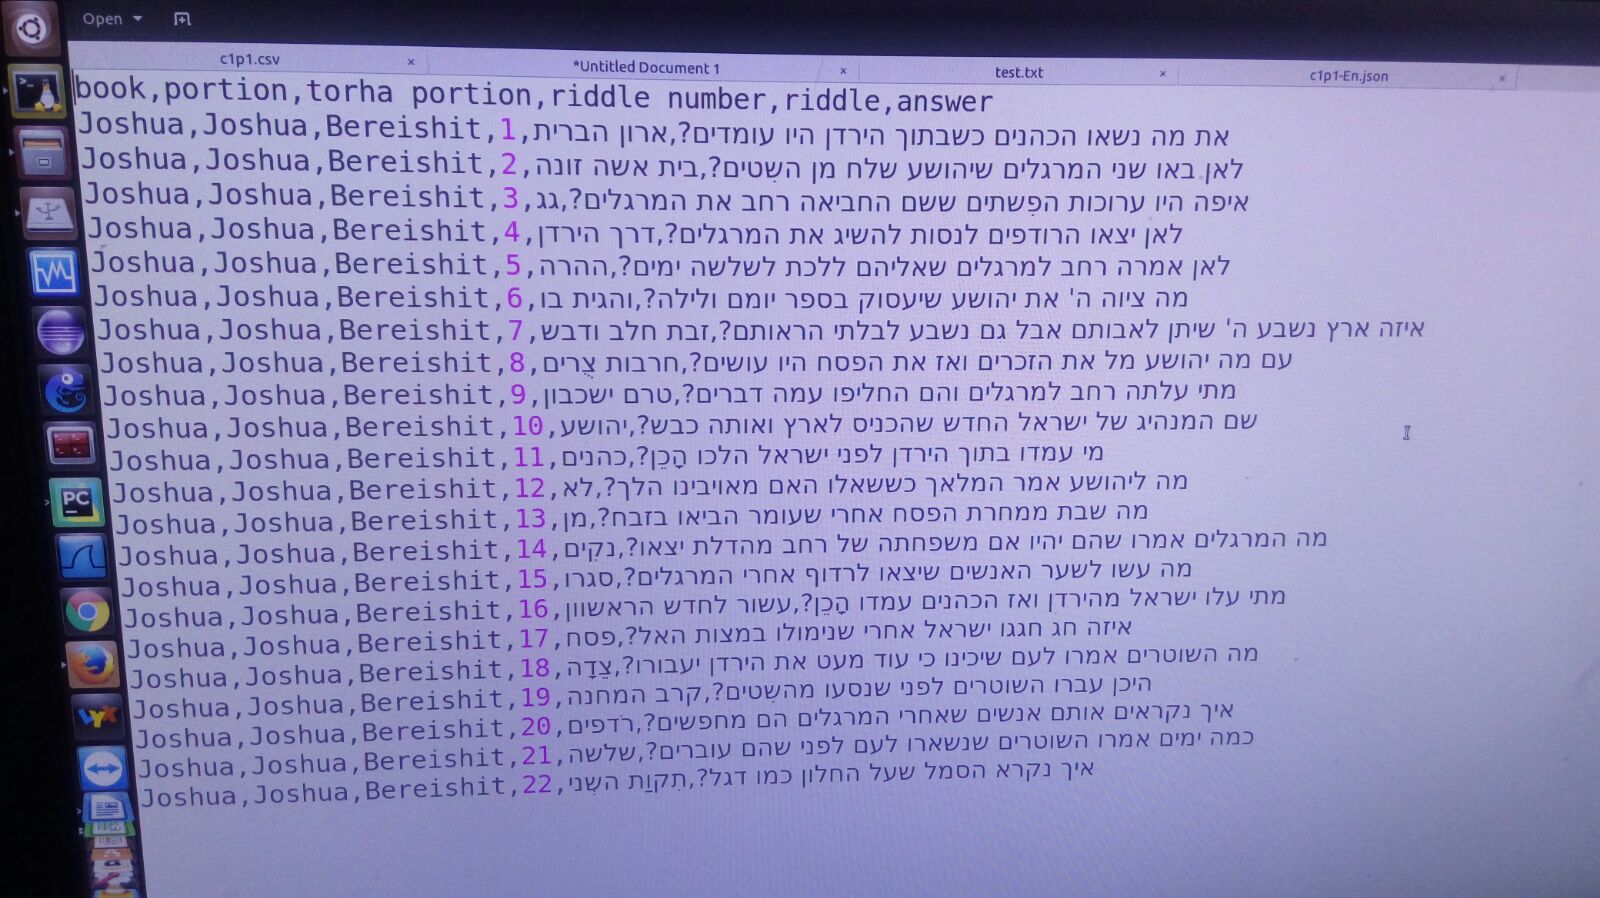 Open
c1p1.csv
*Untitled Document 1
test.txt
c1p1-En.json
book,portion,torha portion,riddle number,riddle,answer
Joshua,Joshua,Bereishit,1,את מה נשאו הכהנים כשבתוך הירדן היו עומדים?,ארון הברית
Joshua,Joshua,Bereishit,2,לאן באו שני המרגלים שיהושע שלח מן השִטים?,בית אשה זונה
Joshua,Joshua,Bereishit,3,איפה היו ערוכות הפִשתים ששם החביאה רחב את המרגלים?,גג
Joshua,Joshua,Bereishit,4,לאן יצאו הרודפים לנסות להשיג את המרגלים?,דרך הירדן
Joshua,Joshua,Bereishit,5,לאן אמרה רחב למרגלים שאליהם ללכת לשלשה ימים?,ההרה
Joshua,Joshua,Bereishit,6,מה ציוה ה' את יהושע שיעסוק בספר יומם ולילה?,והגית בו
Joshua,Joshua,Bereishit,7,איזה ארץ נשבע ה' שיתן לאבותם אבל גם נשבע לבלתי הראותם?,זבת חלב ודבש
Joshua,Joshua,Bereishit,8,עם מה יהושע מל את הזכרים ואז את הפסח היו עושים?,חרבות צֻרים
Joshua,Joshua,Bereishit,9,מתי עלתה רחב למרגלים והם החליפו עמה דברים?,טרם ישכבון
Joshua,Joshua,Bereishit,10,שם המנהיג של ישראל החדש שהכניס לארץ ואותה כבש?,יהושע
Joshua,Joshua,Bereishit,11,מי עמדו בתוך הירדן לפני ישראל הלכו הָכֵן?,כהנים
Joshua,Joshua,Bereishit,12,מה ליהושע אמר המלאך כששאלו האם מאויבינו הלך?,לא
Joshua,Joshua,Bereishit,13,מה שבת ממחרת הפסח אחרי שעומר הביאו בזבח?,מן
Joshua,Joshua,Bereishit,14,מה המרגלים אמרו שהם יהיו אם משפחתה של רחב מהדלת יצאו?,נקִים
Joshua,Joshua,Bereishit,15,מה עשו לשער האנשים שיצאו לרדוף אחרי המרגלים?,סגרו
Joshua,Joshua,Bereishit,16,מתי עלו ישראל מהירדן ואז הכהנים עמדו הָכֵן?,עשור לחדש הראשוון
Joshua,Joshua,Bereishit,17,איזה חג חגגו ישראל אחרי שנימולו במצות האל?,פסח
Joshua,Joshua,Bereishit,18,מה השוטרים אמרו לעם שיכינו כי עוד מעט את הירדן יעבורו?,צֵדָה
Joshua,Joshua,Bereishit,19,היכן עברו השוטרים לפני שנסעו מהשִטים?,קרב המחנה
Joshua,Joshua,Bereishit,20,איך נקראים אותם אנשים שאחרי המרגלים הם מחפשים?,רֹדפים
Joshua,Joshua,Bereishit,21,כמה ימים אמרו השוטרים שנשארו לעם לפני שהם עוברים?,שלשה
Joshua,Joshua,Bereishit,22,איך נקרא הסמל שעל החלון כמו דגל?,תִקוַת השָני
PC
LYX